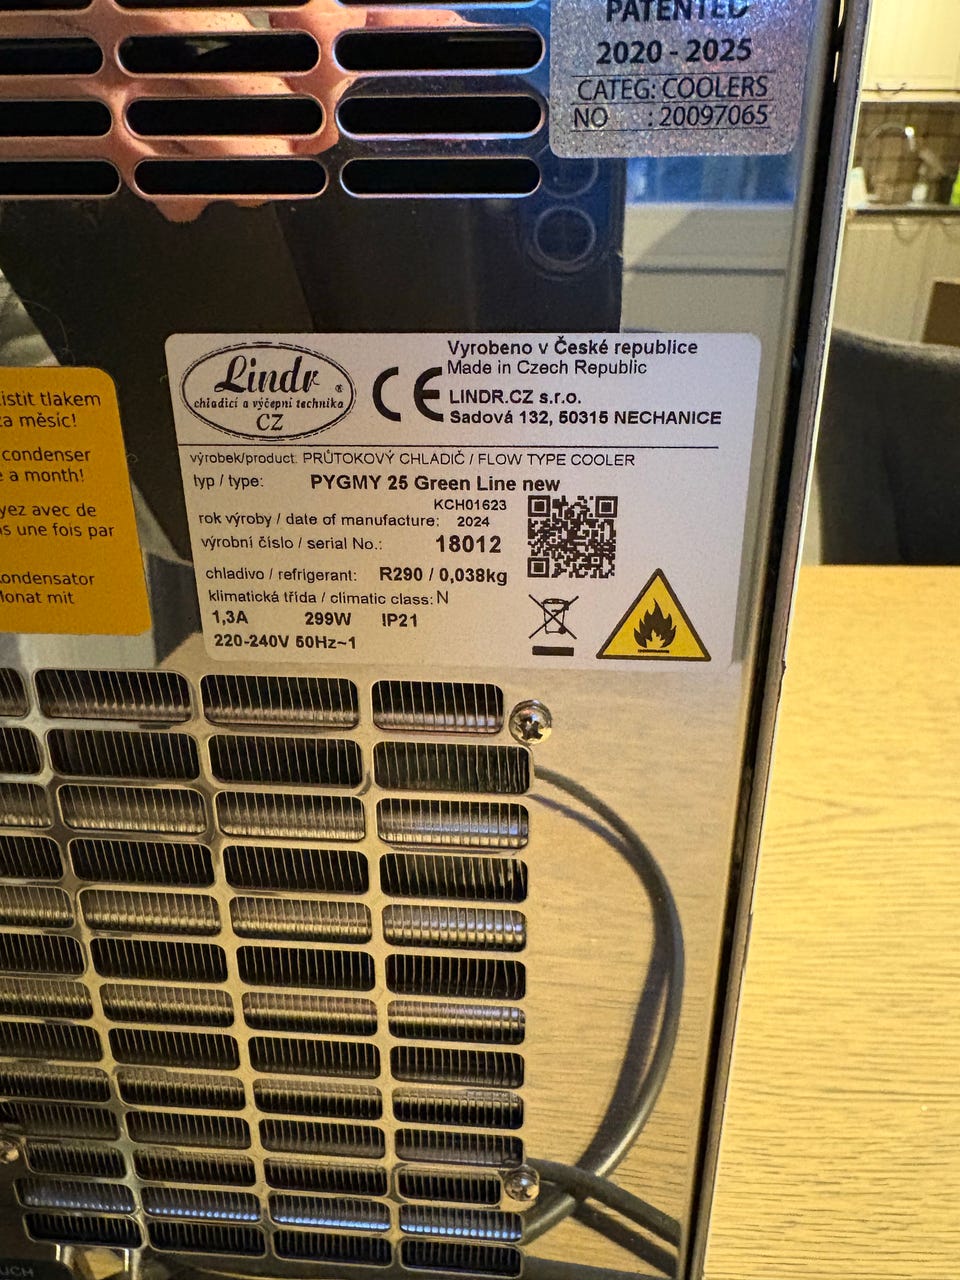 PATENTED
2020 - 2025
CATEG: COOLERS
NO : 20097065
Lindr ®
chladicí a výčepní technika
CZ
CE
Vyrobeno v České republice
Made in Czech Republic
LINDR.CZ s.r.o.
Sadová 132, 50315 NECHANICE
výrobek/product: PRŮTOKOVÝ CHLADIČ / FLOW TYPE COOLER
typ / type: PYGMY 25 Green Line new
KCH01623
rok výroby / date of manufacture: 2024
výrobní číslo / serial No.: 18012
chladivo / refrigerant: R290 / 0,038kg
klimatická třída / climatic class: N
1,3A 299W IP21
220-240V 50Hz~1
tlakem
za měsíc!
condenser
a month!
avec de
une fois par
mit